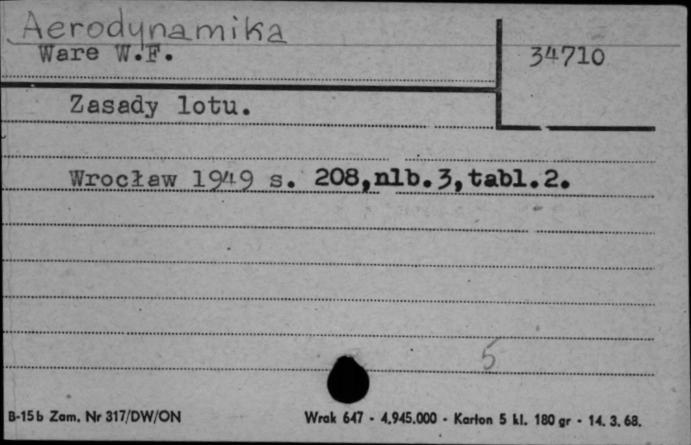 Aerodynamika
Ware W.F.
34710
Zasady lotu.
Wrocław 1949 s. 208,nlb.3,tabl.2.
5
B-15b Zam. Nr 317/DW/ON
Wrak 647 - 4.945.000 - Karton 5 kl. 180 gr - 14. 3. 68.